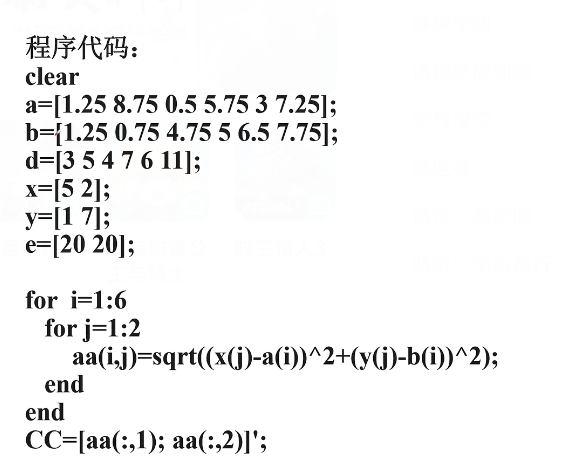 程序代码：
clear
a=[1.25 8.75 0.5 5.75 3 7.25];
b=[1.25 0.75 4.75 5 6.5 7.75];
d=[3 5 4 7 6 11];
x=[5 2];
y=[1 7];
e=[20 20];
for i=1:6
for j=1:2
aa(i,j)=sqrt((x(j)-a(i))^2+(y(j)-b(i))^2);
end
end
CC=[aa(:,1); aa(:,2)]';